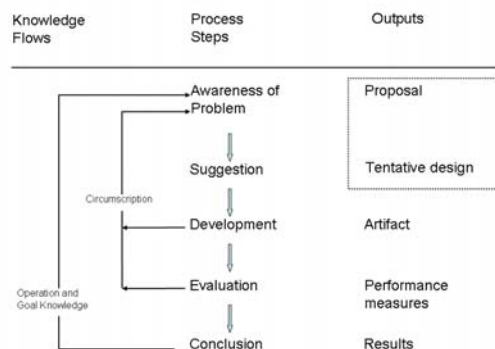 Knowledge
Flows
Process
Steps
Outputs
Awareness of
Problem
Proposal
Suggestion
Tentative design
Circumscription
Development
Artifact
Evaluation
Performance
measures
Operation and
Goal Knowledge
Conclusion
Results